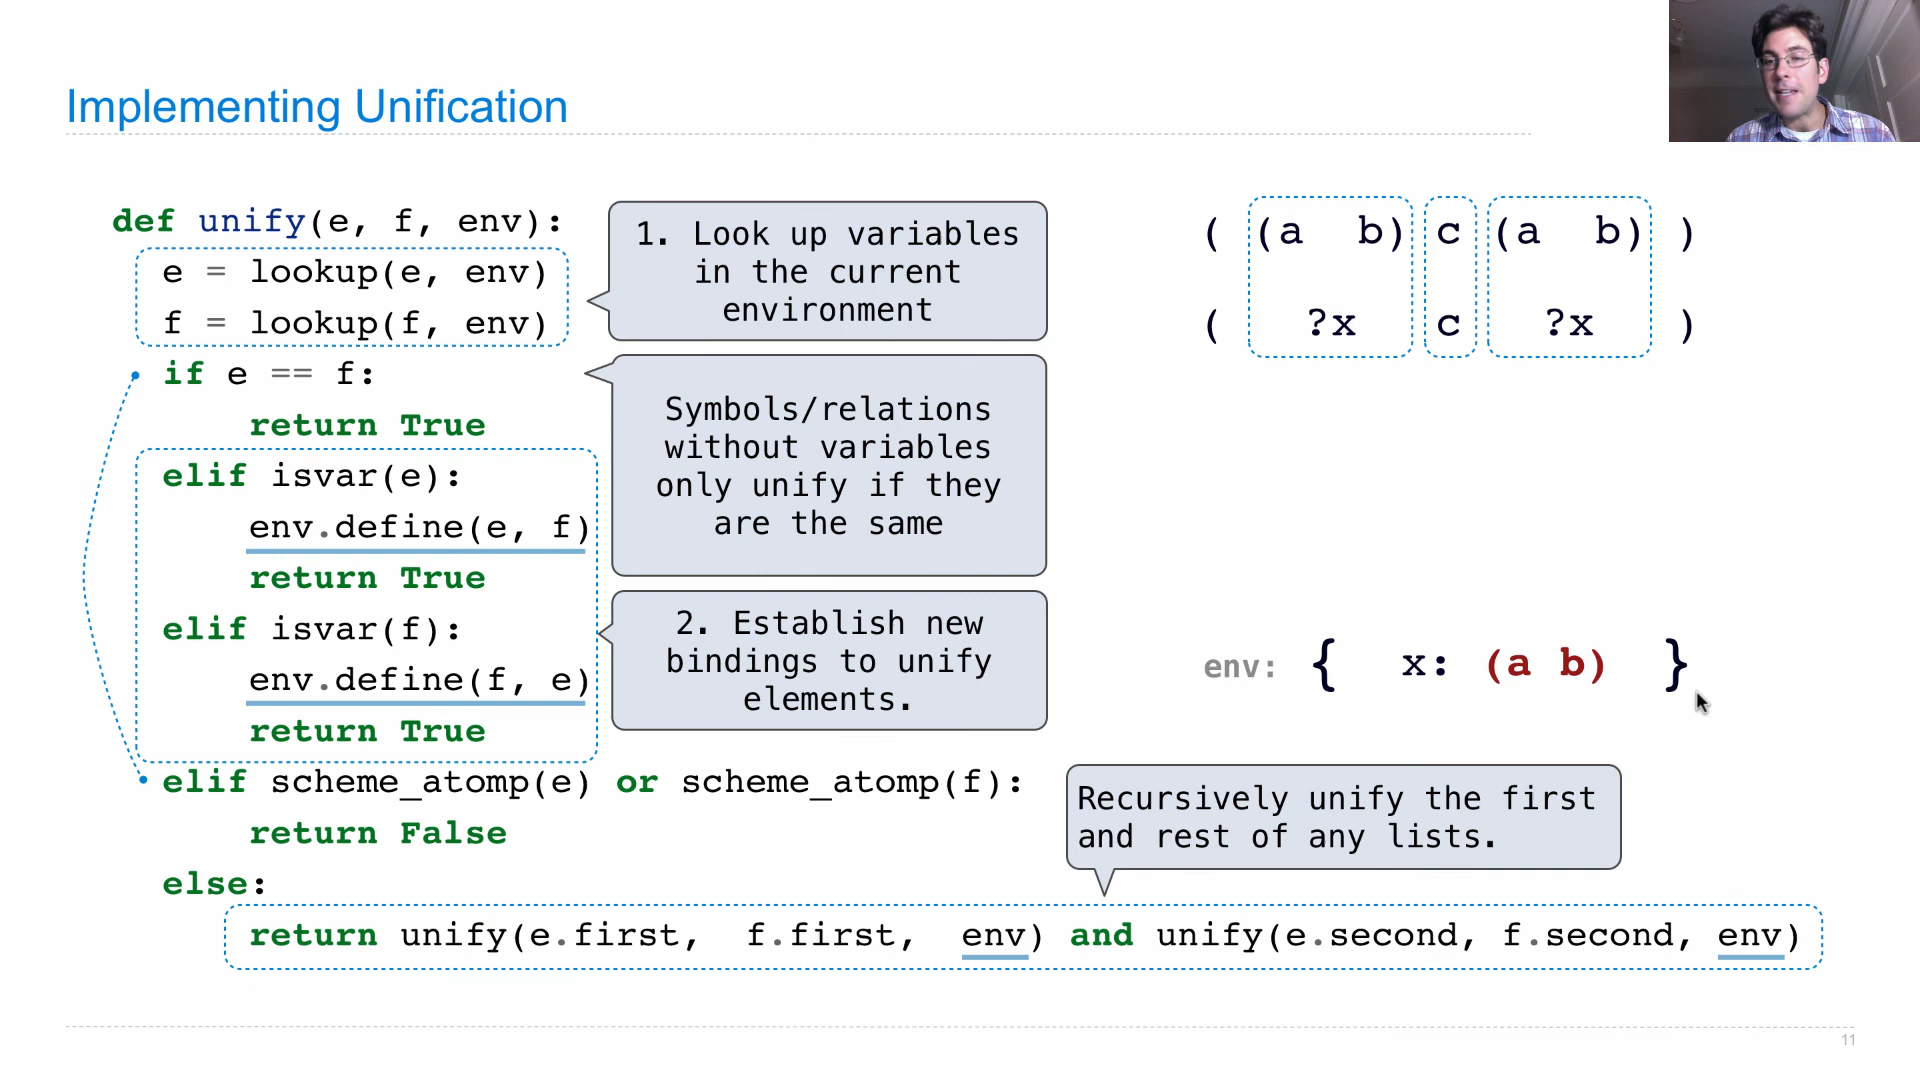 Implementing Unification
def unify(e, f, env):
e = lookup(e, env)
f = lookup(f, env)
if e == f:
return True
elif isvar(e):
env.define(e, f)
return True
elif isvar(f):
env.define(f, e)
return True
elif scheme_atomp(e) or scheme_atomp(f):
return False
else:
return unify(e.first, f.first, env) and unify(e.second, f.second, env)
1. Look up variables
in the current
environment
Symbols/relations
without variables
only unify if they
are the same
2. Establish new
bindings to unify
elements.
Recursively unify the first
and rest of any lists.
( (a b) c (a b) )
( ?x c ?x )
env: { x: (a b) }
11